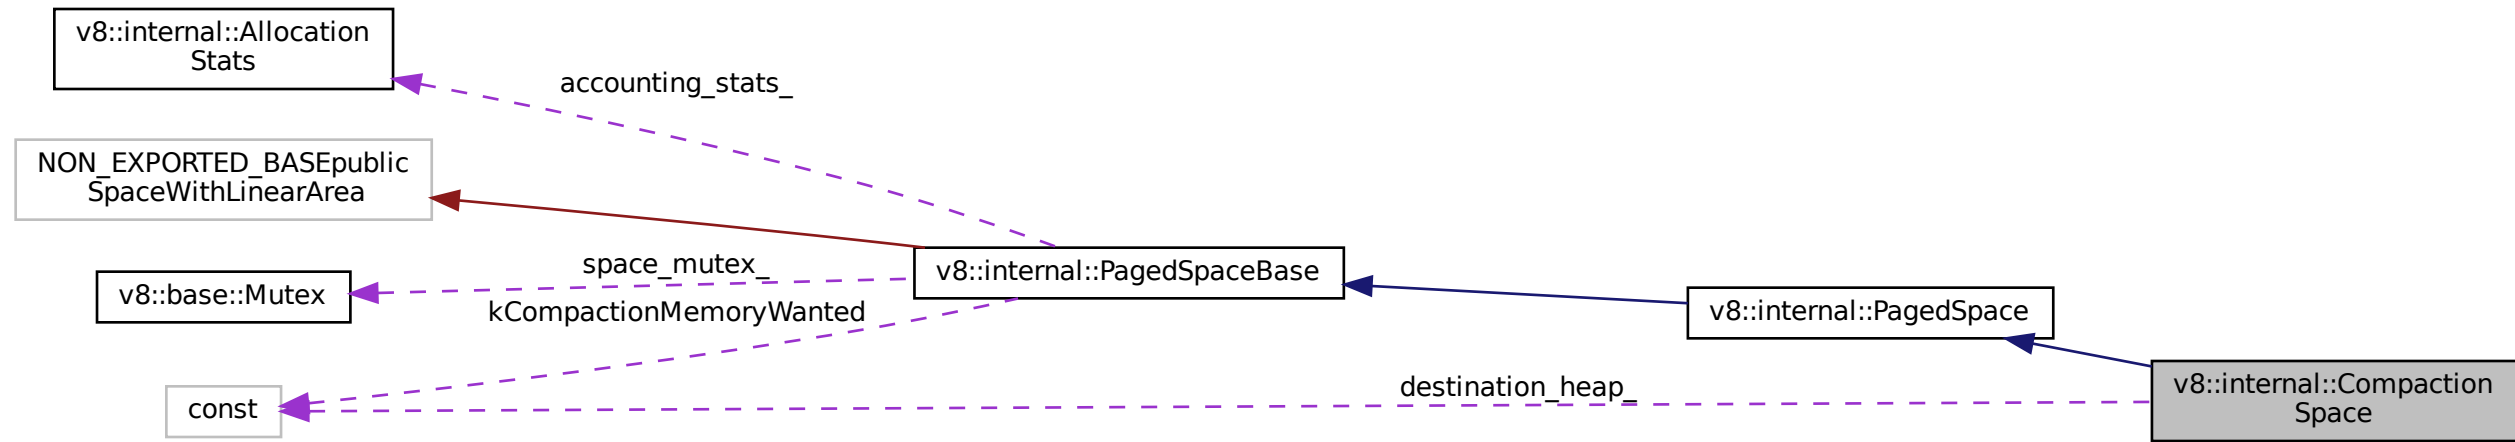 v8::internal::Allocation
Stats
accounting_stats_
NON_EXPORTED_BASEpublic
SpaceWithLinearArea
space_mutex_
v8::internal::PagedSpaceBase
v8::base::Mutex
kCompactionMemoryWanted
v8::internal::PagedSpace
const
destination_heap_
v8::internal::Compaction
Space